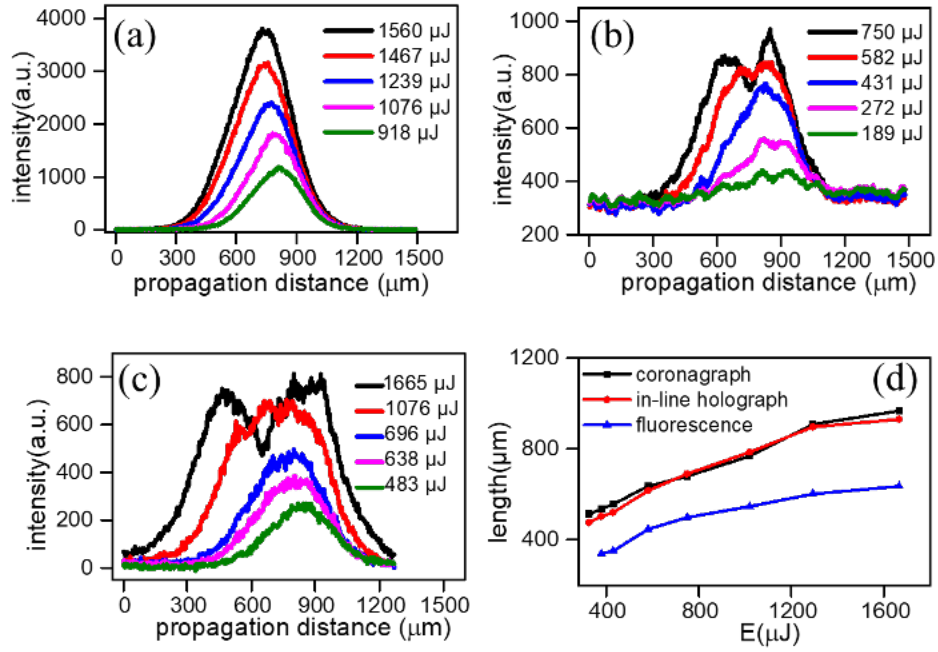 (a)
1560 μJ
1467 μJ
1239 μJ
1076 μJ
918 μJ
4000
3000
2000
1000
0
intensity(a.u.)
0 300 600 900 1200 1500
propagation distance (μm)
(b)
750 μJ
582 μJ
431 μJ
272 μJ
189 μJ
1000
800
600
400
200
intensity(a.u.)
0 300 600 900 1200 1500
propagation distance (μm)
(c)
1665 μJ
1076 μJ
696 μJ
638 μJ
483 μJ
800
600
400
200
0
intensity(a.u.)
0 300 600 900 1200 1500
propagation distance (μm)
(d)
coronagraph
in-line holograph
fluorescence
1200
800
400
length(μm)
400 800 1200 1600
E(μJ)